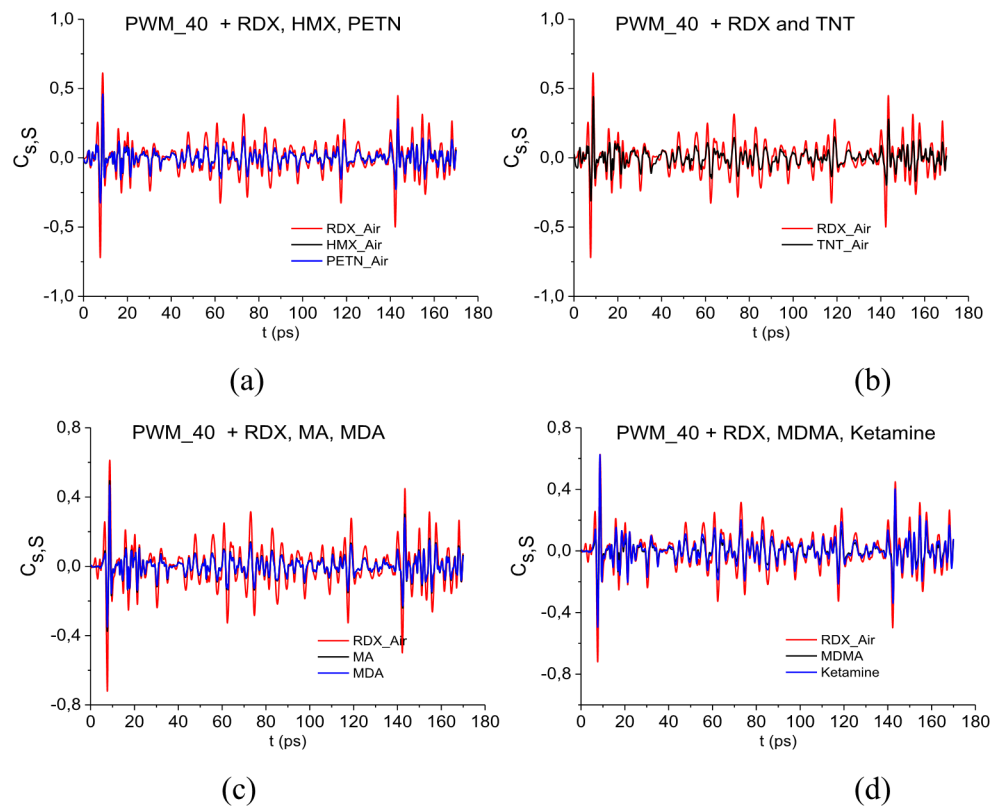 PWM_40 + RDX, HMX, PETN
1,0
0,5
0,0
-0,5
-1,0
C_S,S
RDX_Air
HMX_Air
PETN_Air
0 20 40 60 80 100 120 140 160 180
t (ps)
(a)
PWM_40 + RDX and TNT
1,0
0,5
0,0
-0,5
-1,0
C_S,S
RDX_Air
TNT_Air
0 20 40 60 80 100 120 140 160 180
t (ps)
(b)
PWM_40 + RDX, MA, MDA
0,8
0,4
0,0
-0,4
-0,8
C_S,S
RDX_Air
MA
MDA
0 20 40 60 80 100 120 140 160 180
t (ps)
(c)
PWM_40 + RDX, MDMA, Ketamine
0,8
0,4
0,0
-0,4
-0,8
C_S,S
RDX_Air
MDMA
Ketamine
0 20 40 60 80 100 120 140 160 180
t (ps)
(d)